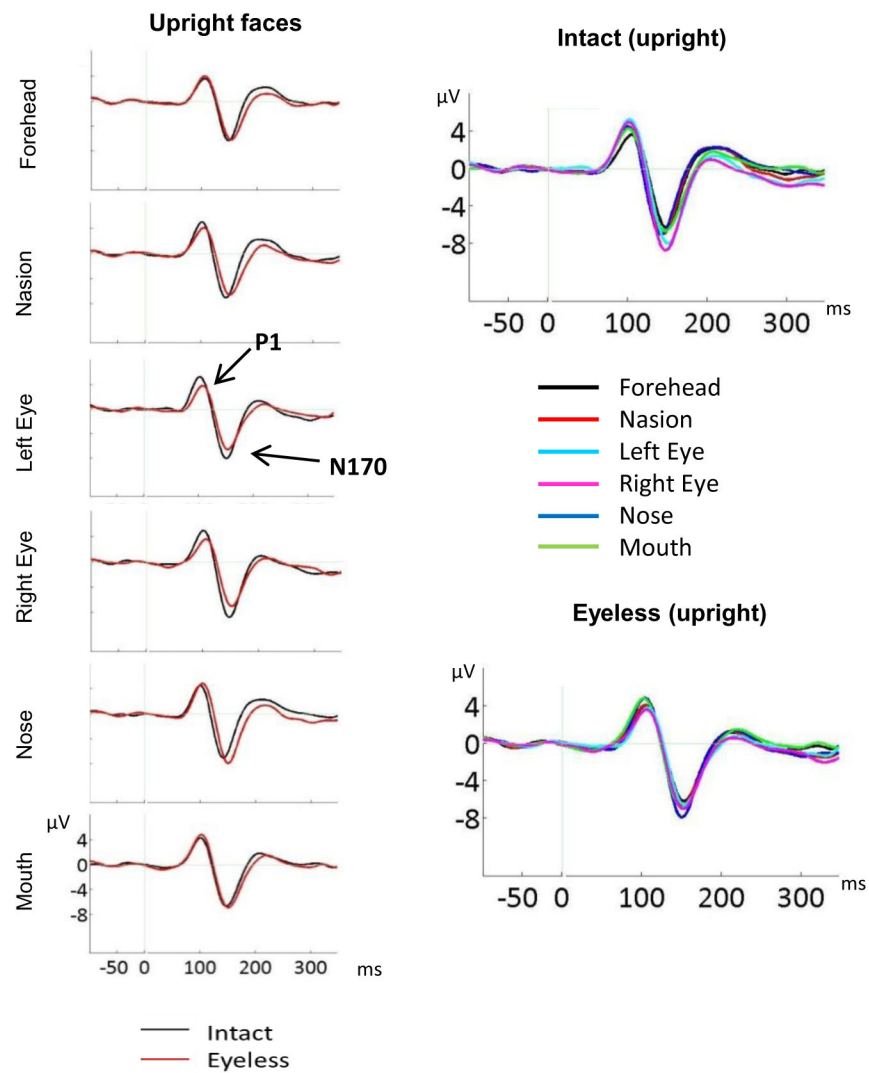 Upright faces
Forehead
Nasion
P1
Left Eye
N170
Right Eye
Nose
μV
4
0
-4
-8
Mouth
-50 0 100 200 300 ms
Intact
Eyeless
Intact (upright)
μV
4
0
-4
-8
-50 0 100 200 300 ms
Forehead
Nasion
Left Eye
Right Eye
Nose
Mouth
Eyeless (upright)
μV
4
0
-4
-8
-50 0 100 200 300 ms